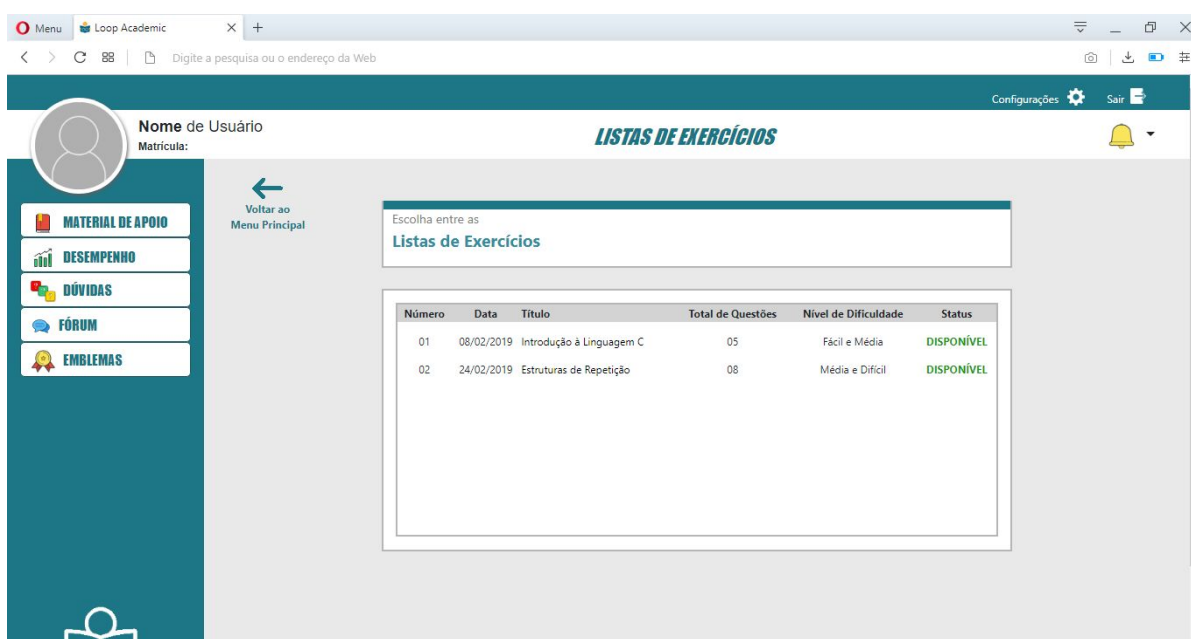 Menu
Loop Academic
Digite a pesquisa ou o endereço da Web
Configurações
Sair
Nome de Usuário
Matrícula:
LISTAS DE EXERCÍCIOS
MATERIAL DE APOIO
DESEMPENHO
DÚVIDAS
FÓRUM
EMBLEMAS
Voltar ao
Menu Principal
Escolha entre as
Listas de Exercícios
Número Data Título Total de Questões Nível de Dificuldade Status
01 08/02/2019 Introdução à Linguagem C 05 Fácil e Média DISPONÍVEL
02 24/02/2019 Estruturas de Repetição 08 Média e Difícil DISPONÍVEL